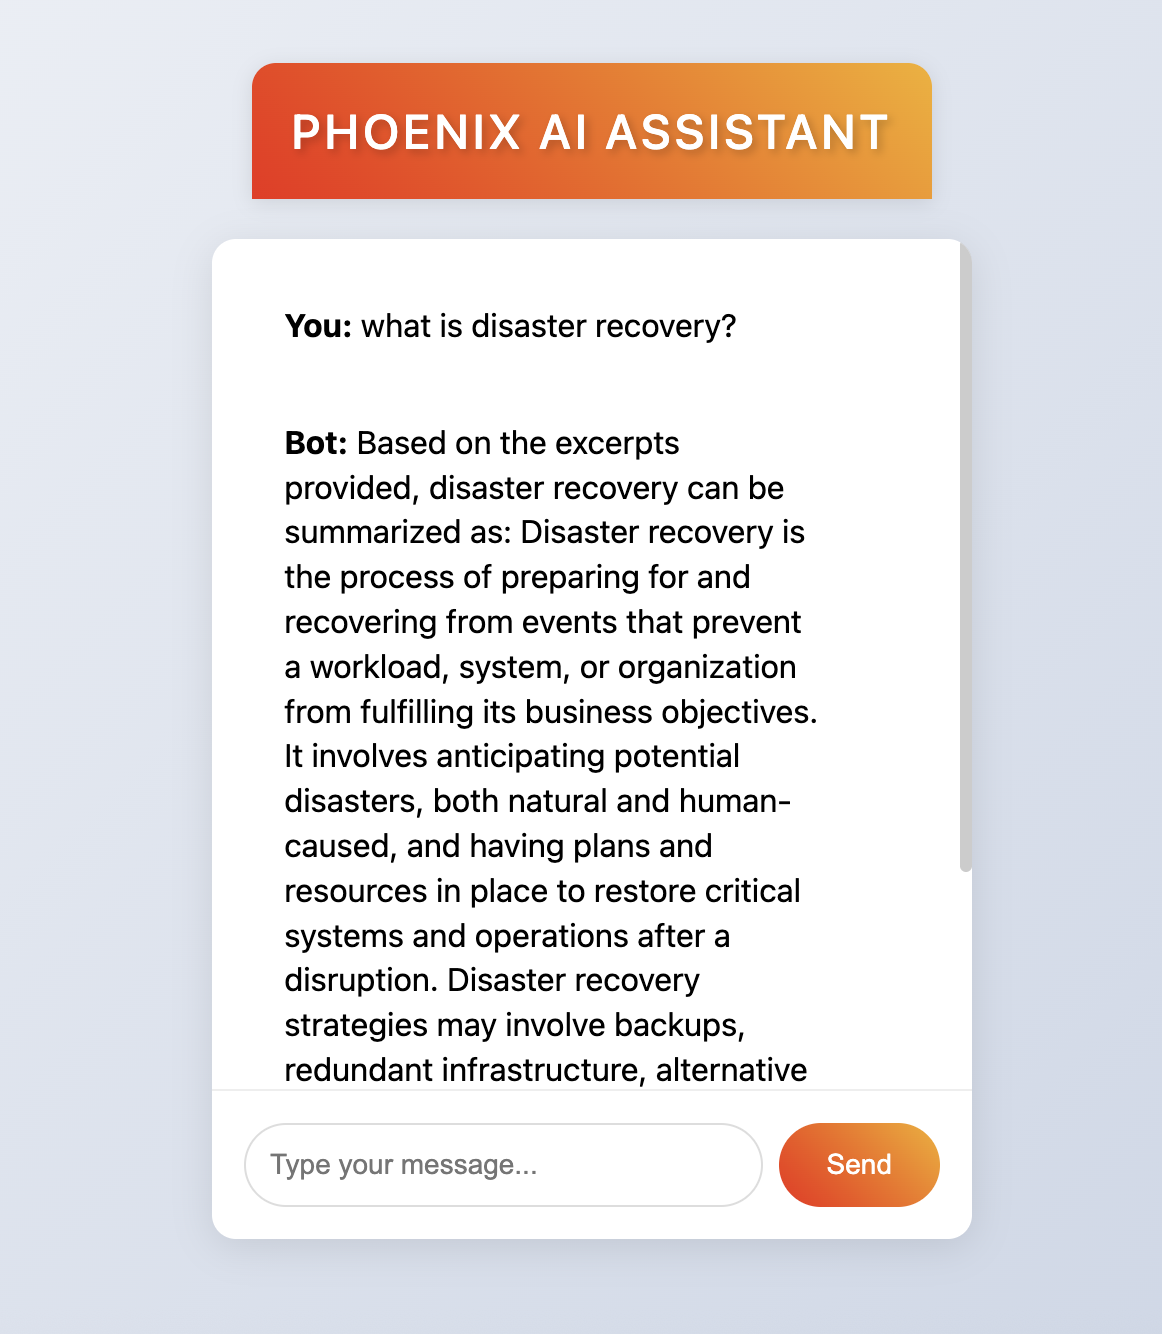 PHOENIX AI ASSISTANT
You: what is disaster recovery?
Bot: Based on the excerpts
provided, disaster recovery can be
summarized as: Disaster recovery is
the process of preparing for and
recovering from events that prevent
a workload, system, or organization
from fulfilling its business objectives.
It involves anticipating potential
disasters, both natural and human-
caused, and having plans and
resources in place to restore critical
systems and operations after a
disruption. Disaster recovery
strategies may involve backups,
redundant infrastructure, alternative
Type your message...
Send